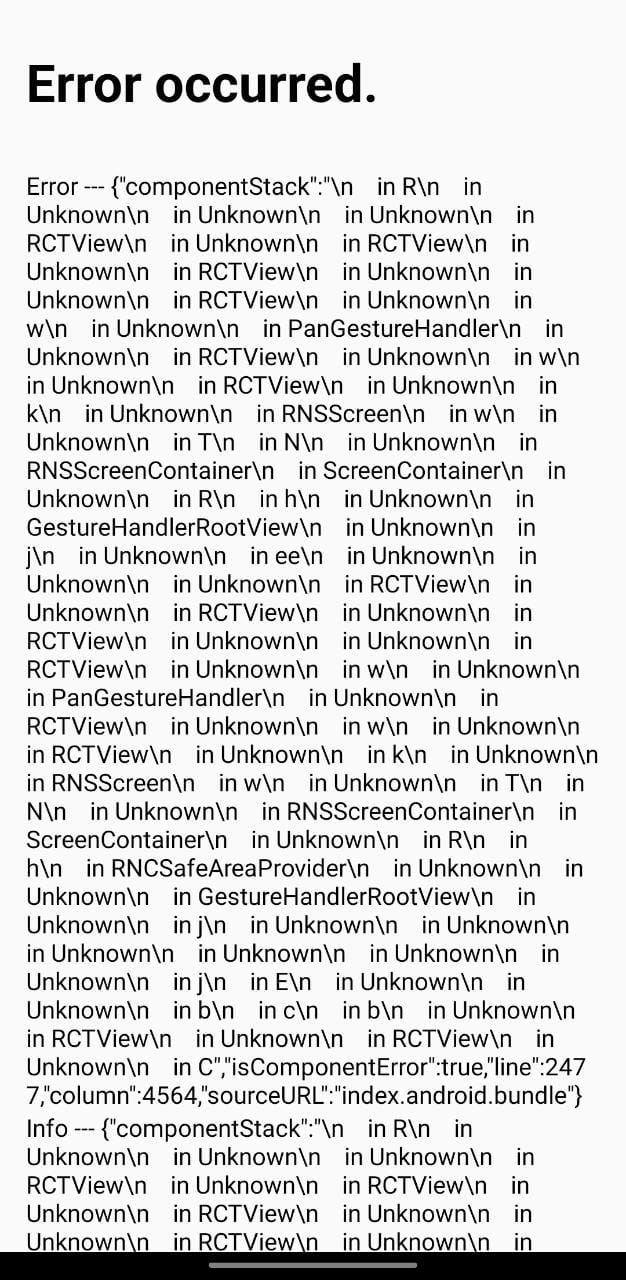 Error occurred.
Error --- {"componentStack":"\n    in R\n    in
Unknown\n    in Unknown\n    in Unknown\n    in
RCTView\n    in Unknown\n    in RCTView\n    in
Unknown\n    in RCTView\n    in Unknown\n    in
Unknown\n    in RCTView\n    in Unknown\n    in
w\n    in Unknown\n    in PanGestureHandler\n    in
Unknown\n    in RCTView\n    in Unknown\n    in w\n
in Unknown\n    in RCTView\n    in Unknown\n    in
k\n    in Unknown\n    in RNSScreen\n    in w\n    in
Unknown\n    in T\n    in N\n    in Unknown\n    in
RNSScreenContainer\n    in ScreenContainer\n    in
Unknown\n    in R\n    in h\n    in Unknown\n    in
GestureHandlerRootView\n    in Unknown\n    in
j\n    in Unknown\n    in ee\n    in Unknown\n    in
Unknown\n    in Unknown\n    in RCTView\n    in
Unknown\n    in RCTView\n    in Unknown\n    in
RCTView\n    in Unknown\n    in Unknown\n    in
RCTView\n    in Unknown\n    in w\n    in Unknown\n
in PanGestureHandler\n    in Unknown\n    in
RCTView\n    in Unknown\n    in w\n    in Unknown\n
in RCTView\n    in Unknown\n    in k\n    in Unknown\n
in RNSScreen\n    in w\n    in Unknown\n    in T\n    in
N\n    in Unknown\n    in RNSScreenContainer\n    in
ScreenContainer\n    in Unknown\n    in R\n    in
h\n    in RNCSafeAreaProvider\n    in Unknown\n    in
Unknown\n    in GestureHandlerRootView\n    in
Unknown\n    in j\n    in Unknown\n    in Unknown\n
in Unknown\n    in Unknown\n    in Unknown\n    in
Unknown\n    in j\n    in E\n    in Unknown\n    in
Unknown\n    in b\n    in c\n    in b\n    in Unknown\n
in RCTView\n    in Unknown\n    in RCTView\n    in
Unknown\n    in C","isComponentError":true,"line":247
7,"column":4564,"sourceURL":"index.android.bundle"}
Info --- {"componentStack":"\n    in R\n    in
Unknown\n    in Unknown\n    in Unknown\n    in
RCTView\n    in Unknown\n    in RCTView\n    in
Unknown\n    in RCTView\n    in Unknown\n    in
Unknown\n    in RCTView\n    in Unknown\n    in